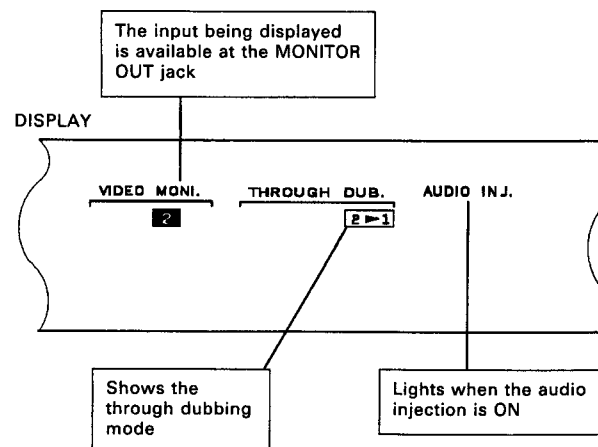 The input being displayed
is available at the MONITOR
OUT jack
DISPLAY
VIDEO MONI.
THROUGH DUB.
AUDIO INJ.
2
2►1
Shows the
through dubbing
mode
Lights when the audio
injection is ON